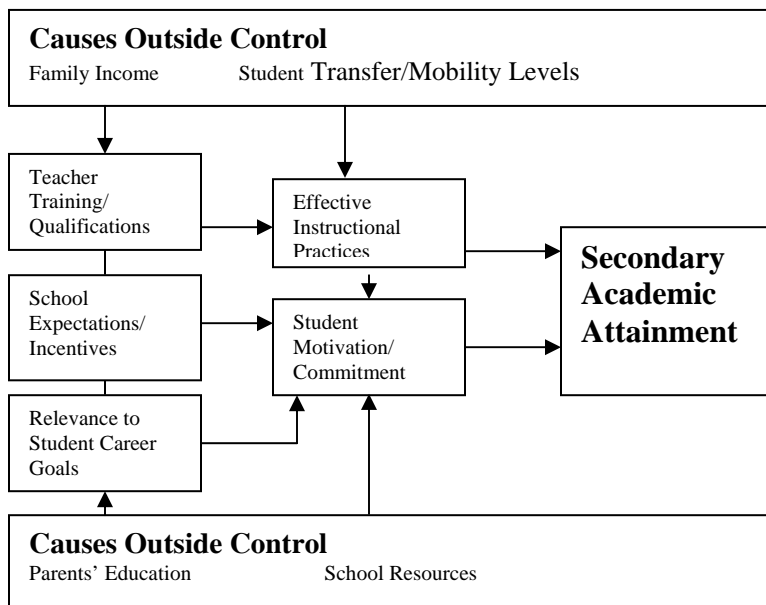 Causes Outside Control
Family Income Student Transfer/Mobility Levels
Teacher
Training/
Qualifications
Effective
Instructional
Practices
School
Expectations/
Incentives
Student
Motivation/
Commitment
Secondary
Academic
Attainment
Relevance to
Student Career
Goals
Causes Outside Control
Parents’ Education School Resources